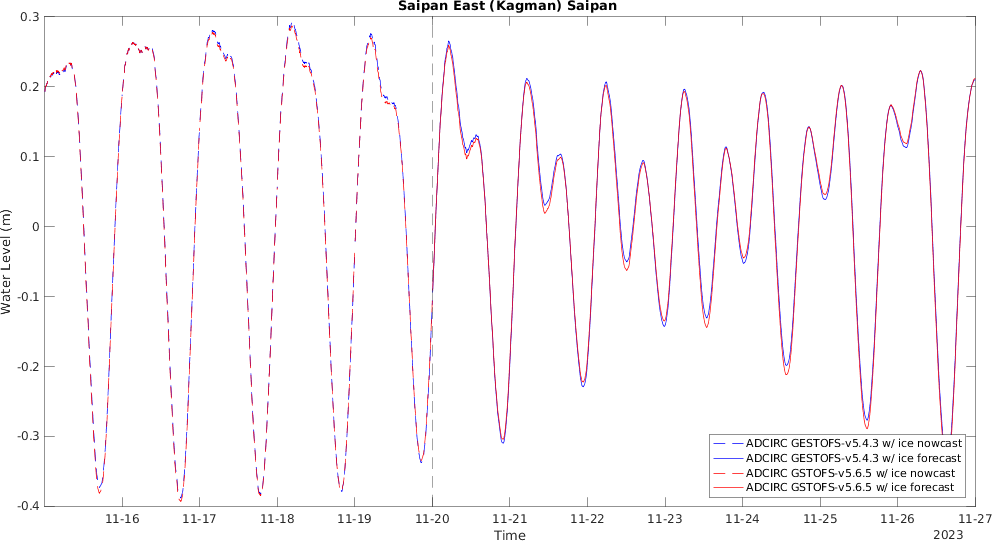 Saipan East (Kagman) Saipan
Water Level (m)
0.3
0.2
0.1
0
-0.1
-0.2
-0.3
-0.4
ADCIRC GESTOFS-v5.4.3 w/ ice nowcast
ADCIRC GESTOFS-v5.4.3 w/ ice forecast
ADCIRC GSTOFS-v5.6.5 w/ ice nowcast
ADCIRC GSTOFS-v5.6.5 w/ ice forecast
11-16 11-17 11-18 11-19 11-20 11-21 11-22 11-23 11-24 11-25 11-26 11-27
Time
2023